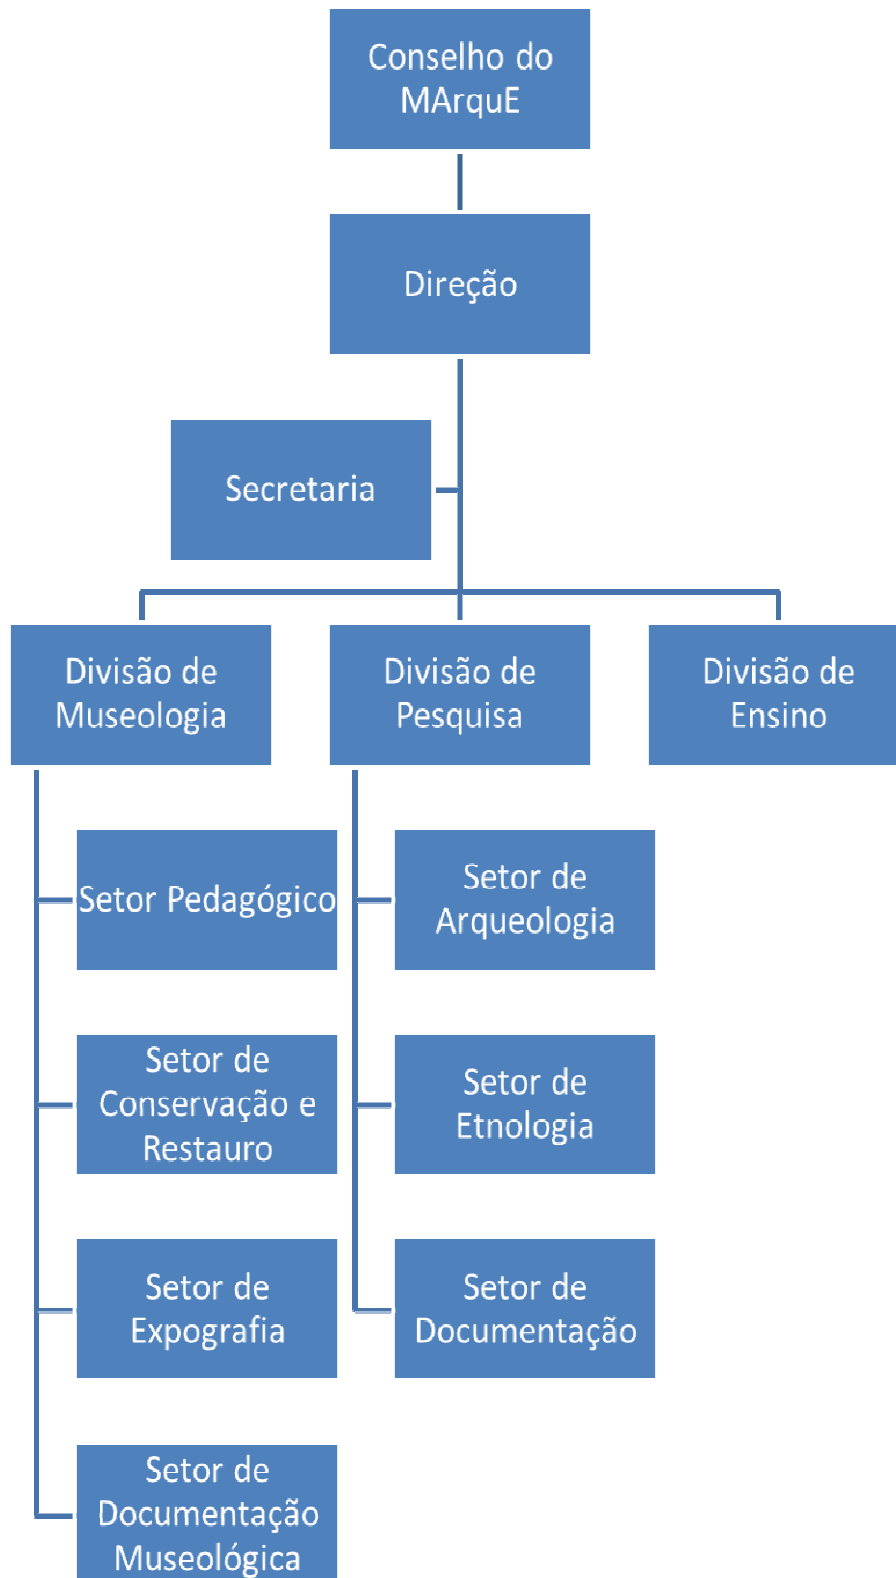 Conselho do
MArquE
Direção
Secretaria
Divisão de
Museologia
Divisão de
Pesquisa
Divisão de
Ensino
Setor Pedagógico
Setor de
Conservação e
Restauro
Setor de
Expografia
Setor de
Documentação
Museológica
Setor de
Arqueologia
Setor de
Etnologia
Setor de
Documentação